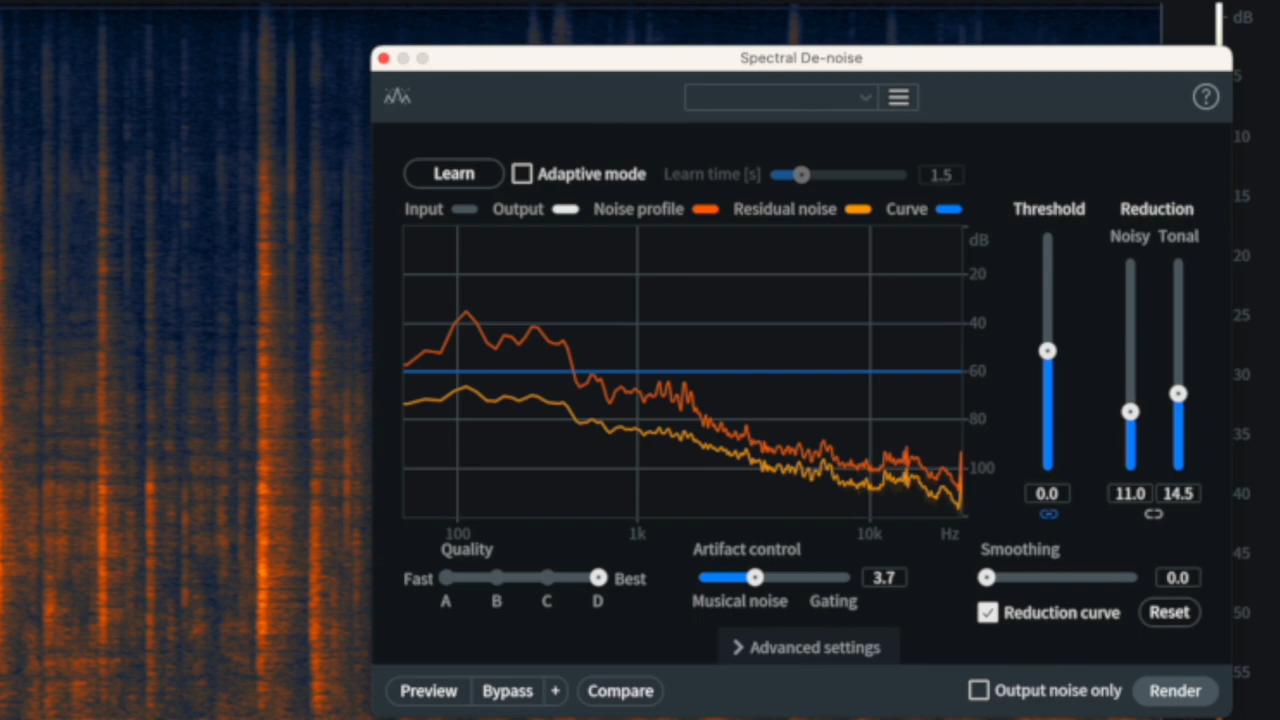 dB
Spectral De-noise
5
?
10
Learn Adaptive mode Learn time [s] 1.5
15
Input Output Noise profile Residual noise Curve Threshold Reduction
Noisy Tonal
dB
20
-20
25
-40
30
-60
35
-80
-100
40
0.0 11.0 14.5
100 1k 10k Hz
Quality Artifact control Smoothing
45
Fast Best 3.7 0.0
A B C D Musical noise Gating
Reduction curve Reset
50
Advanced settings
55
Preview Bypass + Compare Output noise only Render